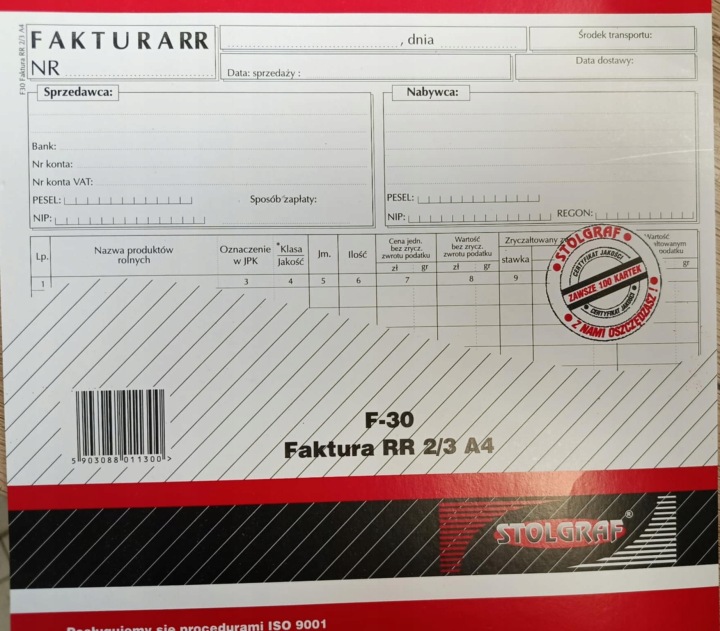 F30 Faktura RR 2/3 A4
FAKTURA RR
NR
, dnia
Data: sprzedaży :
Środek transportu:
Data dostawy:
Sprzedawca:
Bank:
Nr konta:
Nr konta VAT:
PESEL:
Sposób zapłaty:
NIP:
Nabywca:
PESEL:
NIP:
REGON:
Lp.
Nazwa produktów
rolnych
Oznaczenie
w JPK
*Klasa
Jakość
Jm.
Ilość
Cena jedn.
bez zrycz.
zwrotu podatku
zł gr
Wartość
bez zrycz.
zwrotu podatku
zł gr
Zryczałtowany
stawka
Wartość
podatku
gr
1 3 4 5 6 7 8 9
STOLGRAF
CERTYFIKAT JAKOŚCI
ZAWSZE 100 KARTEK
CERTYFIKAT JAKOŚCI
Z NAMI OSZCZĘDZASZ !
5 903088 011300 >
F-30
Faktura RR 2/3 A4
STOLGRAF®
Posługujemy się procedurami ISO 9001